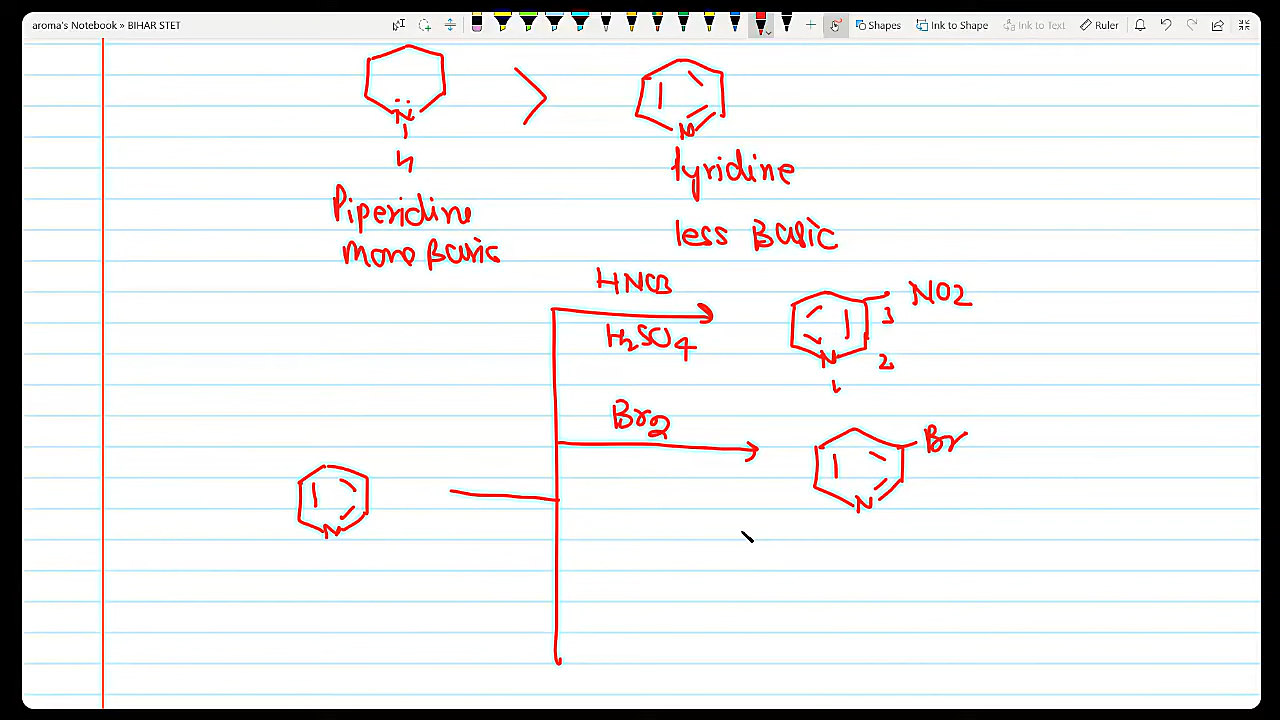 aroma's Notebook » BIHAR STET
Shapes
Ink to Shape
Ink to Text
Ruler
N
H
N
Piperidine
more Basic
Pyridine
less Basic
HNO3
H2SO4
NO2
3
N
2
1
Br2
Br
N
N